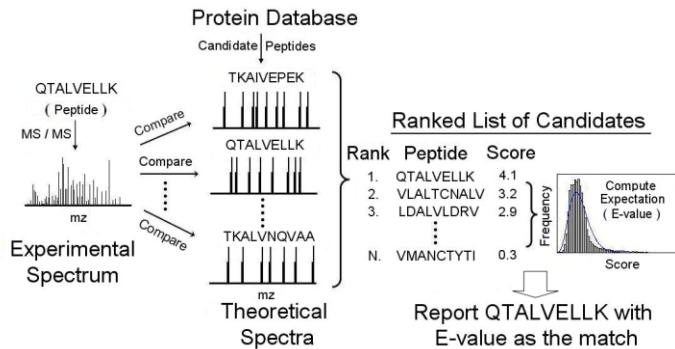 Protein Database
Candidate Peptides
TKAIVEPEK
QTALVELLK
( Peptide )
MS / MS
mz
Experimental
Spectrum
Compare
Compare
Compare
QTALVELLK
TKALVNQVAA
mz
Theoretical
Spectra
Ranked List of Candidates
Rank Peptide Score
1. QTALVELLK 4.1
2. VLALTCNALV 3.2
3. LDALVLDRV 2.9
N. VMANCTYTI 0.3
Frequency
Compute
Expectation
( E-value )
Score
Report QTALVELLK with
E-value as the match